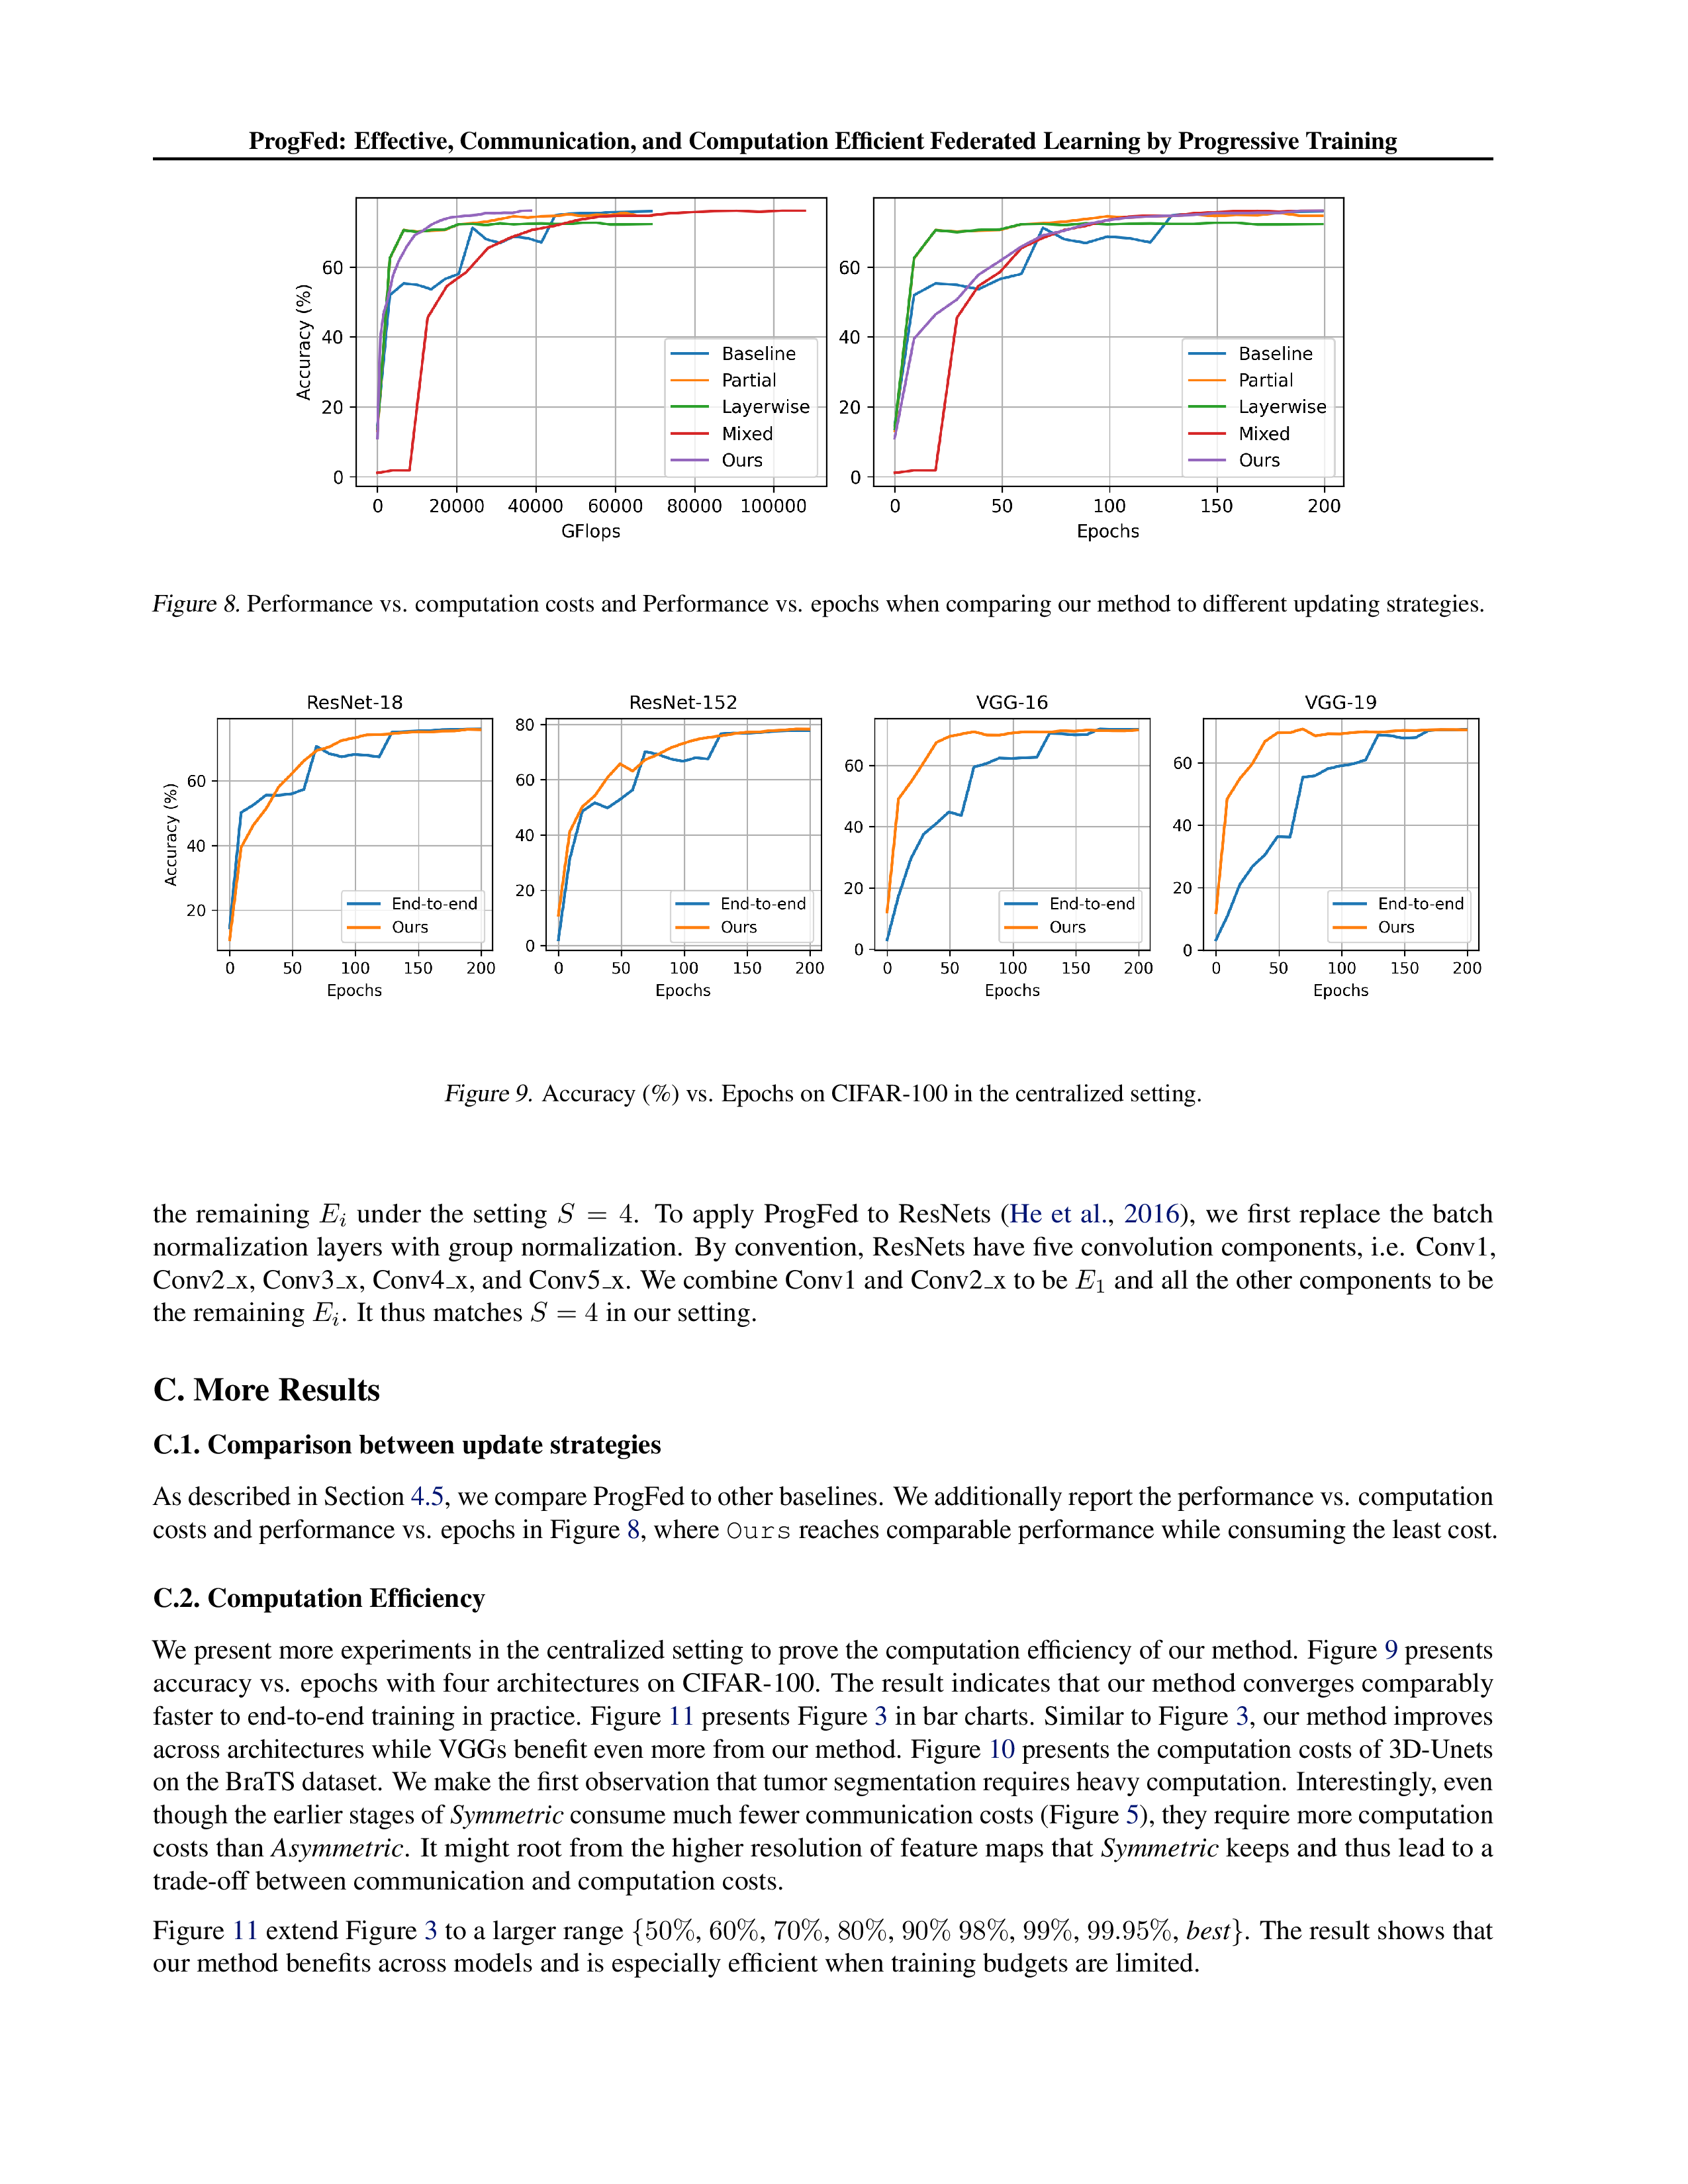 ProgFed: Effective, Communication, and Computation Efficient Federated Learning by Progressive Training
Accuracy (%)
60
40
20
0
0 20000 40000 60000 80000 100000
GFlops
Baseline
Partial
Layerwise
Mixed
Ours
60
40
20
0
0 50 100 150 200
Epochs
Baseline
Partial
Layerwise
Mixed
Ours
Figure 8. Performance vs. computation costs and Performance vs. epochs when comparing our method to different updating strategies.
ResNet-18
Accuracy (%)
60
40
20
0 50 100 150 200
Epochs
End-to-end
Ours
ResNet-152
80
60
40
20
0
0 50 100 150 200
Epochs
End-to-end
Ours
VGG-16
60
40
20
0
0 50 100 150 200
Epochs
End-to-end
Ours
VGG-19
60
40
20
0
0 50 100 150 200
Epochs
End-to-end
Ours
Figure 9. Accuracy (%) vs. Epochs on CIFAR-100 in the centralized setting.
the remaining E_i under the setting S = 4. To apply ProgFed to ResNets (He et al., 2016), we first replace the batch
normalization layers with group normalization. By convention, ResNets have five convolution components, i.e. Conv1,
Conv2_x, Conv3_x, Conv4_x, and Conv5_x. We combine Conv1 and Conv2_x to be E_1 and all the other components to be
the remaining E_i. It thus matches S = 4 in our setting.
C. More Results
C.1. Comparison between update strategies
As described in Section 4.5, we compare ProgFed to other baselines. We additionally report the performance vs. computation
costs and performance vs. epochs in Figure 8, where Ours reaches comparable performance while consuming the least cost.
C.2. Computation Efficiency
We present more experiments in the centralized setting to prove the computation efficiency of our method. Figure 9 presents
accuracy vs. epochs with four architectures on CIFAR-100. The result indicates that our method converges comparably
faster to end-to-end training in practice. Figure 11 presents Figure 3 in bar charts. Similar to Figure 3, our method improves
across architectures while VGGs benefit even more from our method. Figure 10 presents the computation costs of 3D-Unets
on the BraTS dataset. We make the first observation that tumor segmentation requires heavy computation. Interestingly, even
though the earlier stages of Symmetric consume much fewer communication costs (Figure 5), they require more computation
costs than Asymmetric. It might root from the higher resolution of feature maps that Symmetric keeps and thus lead to a
trade-off between communication and computation costs.
Figure 11 extend Figure 3 to a larger range {50%, 60%, 70%, 80%, 90% 98%, 99%, 99.95%, best}. The result shows that
our method benefits across models and is especially efficient when training budgets are limited.